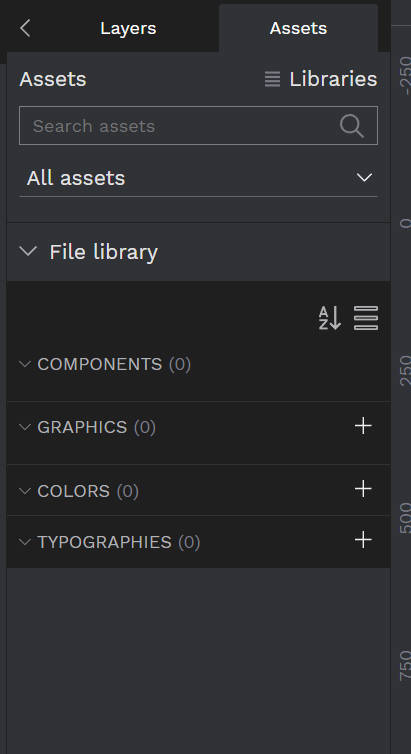 Layers Assets
Assets Libraries
Search assets
All assets
File library
COMPONENTS (0)
GRAPHICS (0)
COLORS (0)
TYPOGRAPHIES (0)
-250
0
250
500
750